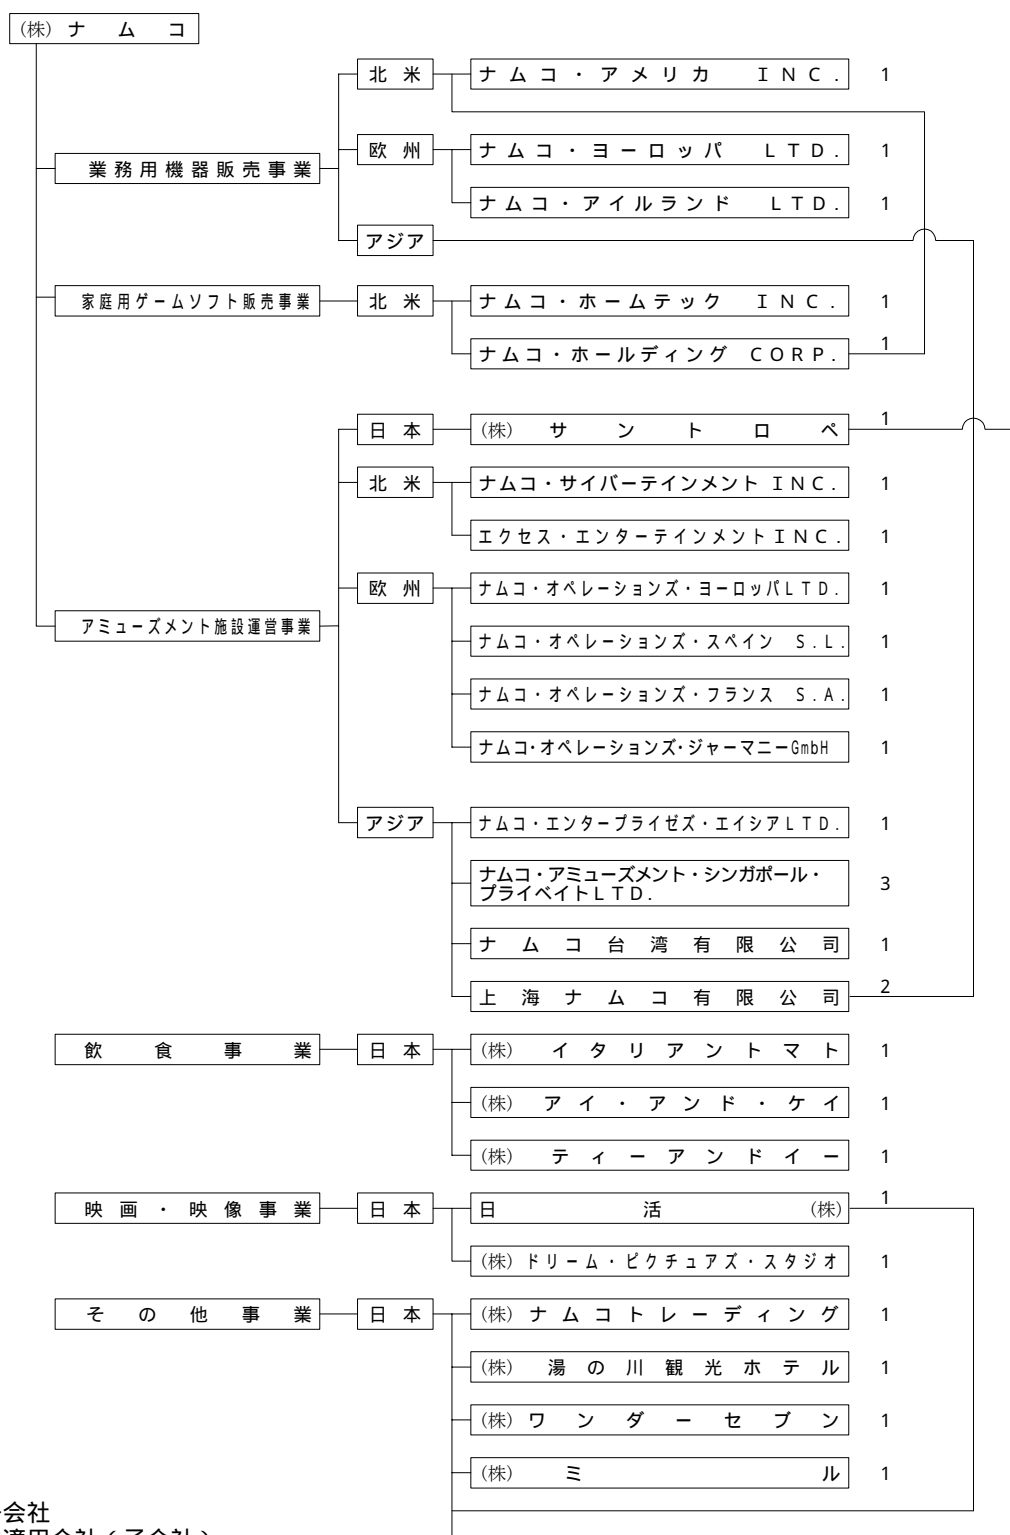 (株)ナムコ
北米 ナムコ・アメリカ INC. 1
欧州 ナムコ・ヨーロッパ LTD. 1
業務用機器販売事業
ナムコ・アイルランド LTD. 1
アジア
家庭用ゲームソフト販売事業 北米 ナムコ・ホームテック INC. 1
ナムコ・ホールディング CORP. 1
日本 (株)サントロペ 1
北米 ナムコ・サイバーテインメント INC. 1
エクセス・エンターテインメントINC. 1
欧州 ナムコ・オペレーションズ・ヨーロッパLTD. 1
アミューズメント施設運営事業
ナムコ・オペレーションズ・スペイン S.L. 1
ナムコ・オペレーションズ・フランス S.A. 1
ナムコ・オペレーションズ・ジャーマニーGmbH 1
アジア ナムコ・エンタープライゼズ・エイシアLTD. 1
ナムコ・アミューズメント・シンガポール・
プライベイトLTD. 3
ナムコ台湾有限公司 1
上海ナムコ有限公司 2
飲食事業 日本 (株)イタリアントマト 1
(株)アイ・アンド・ケイ 1
(株)ティーアンドイー 1
映画・映像事業 日本 日活(株) 1
(株)ドリーム・ピクチュアズ・スタジオ 1
その他事業 日本 (株)ナムコトレーディング 1
(株)湯の川観光ホテル 1
(株)ワンダーセブン 1
(株)ミル 1
会社